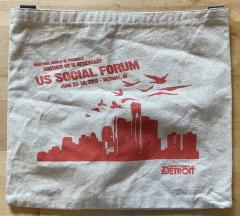 ANOTHER WORLD IS POSSIBLE
ANOTHER US IS NECESSARY
US SOCIAL FORUM
JUNE 22-26, 2010 - DETROIT, MI
DETROIT